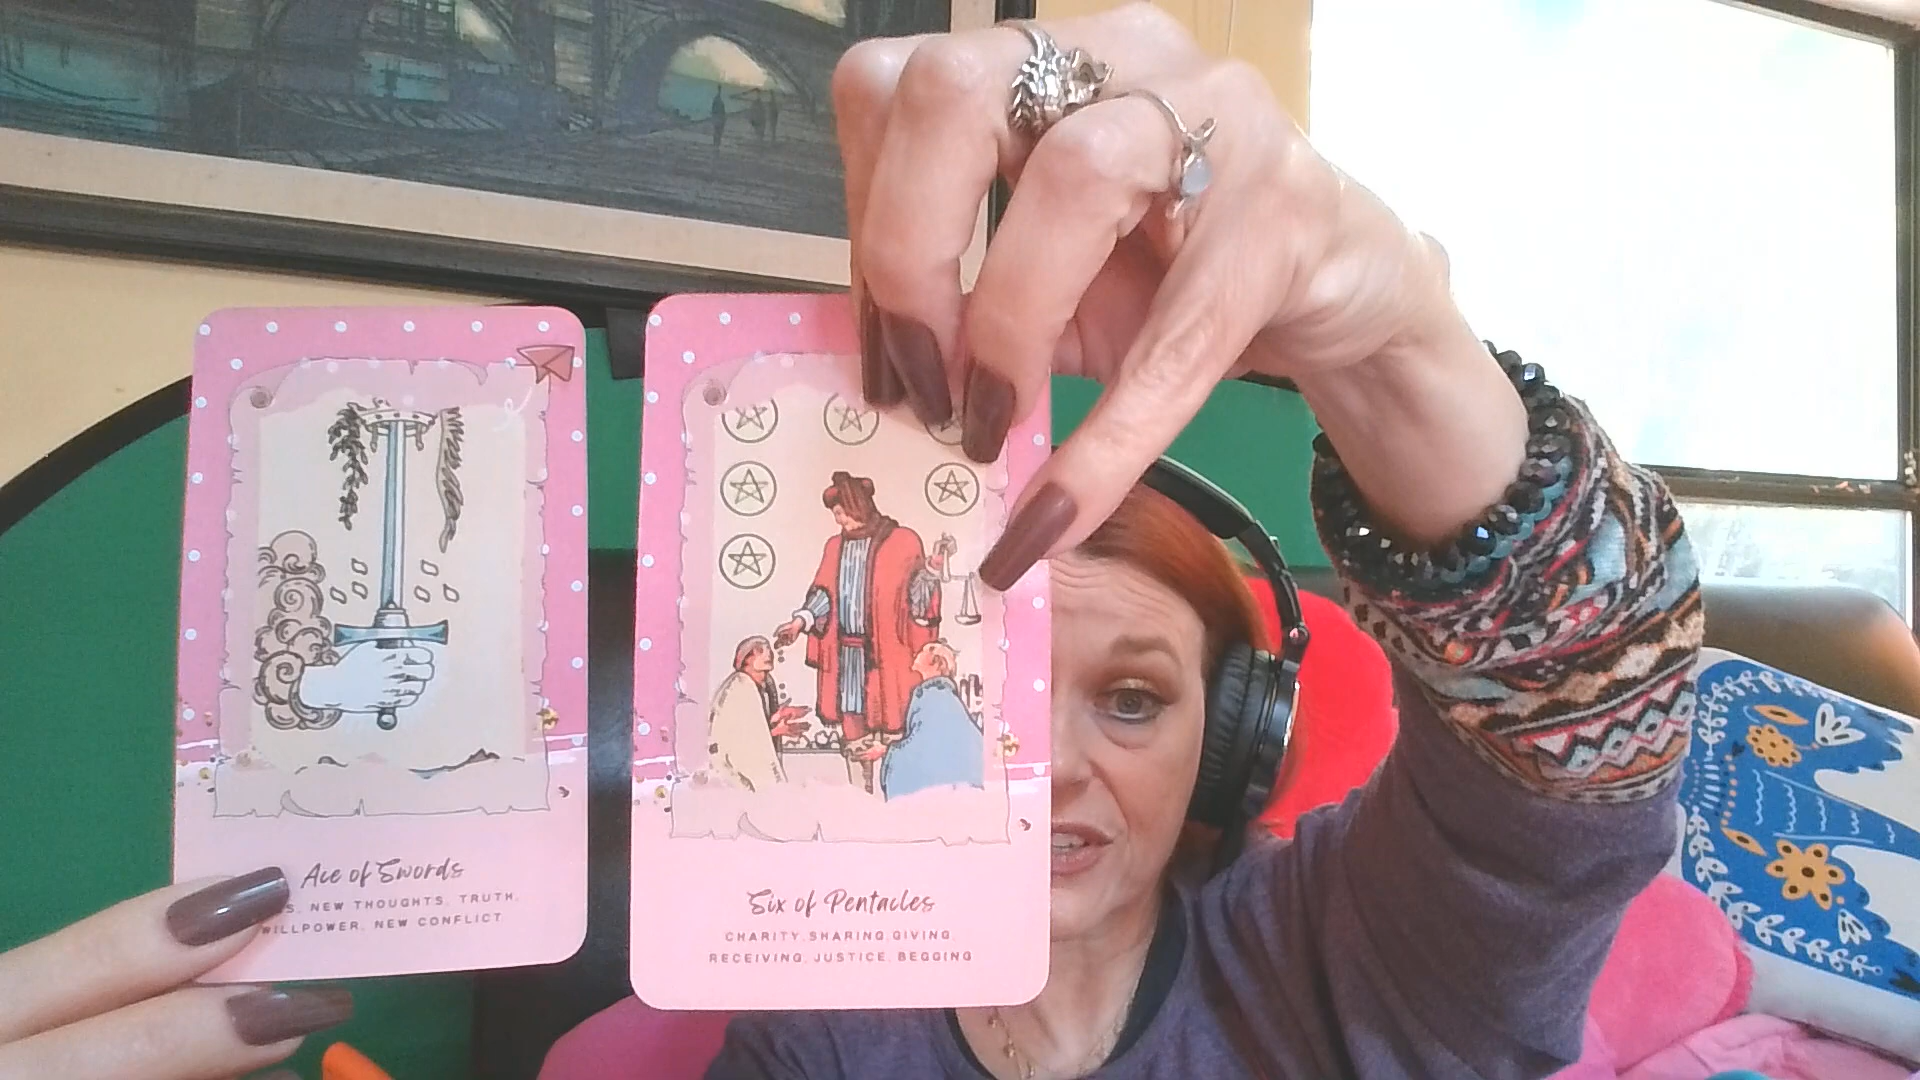 Ace of Swords
NEW THOUGHTS, TRUTH,
WILLPOWER, NEW CONFLICT
Six of Pentacles
CHARITY, SHARING, GIVING,
RECEIVING, JUSTICE, BEGGING